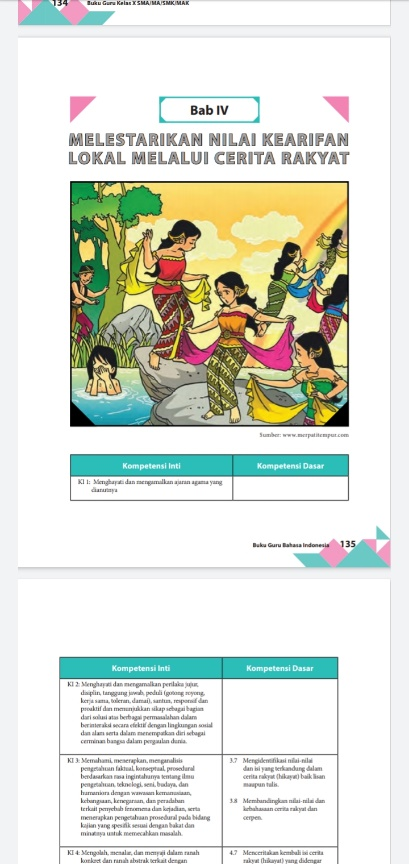 134 Buku Guru Kelas X SMA/MA/SMK/MAK
Bab IV
MELESTARIKAN NILAI KEARIFAN
LOKAL MELALUI CERITA RAKYAT
Sumber: www.merpatitempur.com
Kompetensi Inti
Kompetensi Dasar
KI 1: Menghayati dan mengamalkan ajaran agama yang
dianutnya
Buku Guru Bahasa Indonesia 135
Kompetensi Inti
Kompetensi Dasar
KI 2: Menghayati dan mengamalkan perilaku jujur,
disiplin, tanggung jawab, peduli (gotong royong,
kerja sama, toleran, damai), santun, responsif dan
proaktif dan menunjukkan sikap sebagai bagian
dari solusi atas berbagai permasalahan dalam
berinteraksi secara efektif dengan lingkungan sosial
dan alam serta dalam menempatkan diri sebagai
cerminan bangsa dalam pergaulan dunia.
KI 3: Memahami, menerapkan, menganalisis
pengetahuan faktual, konseptual, prosedural
berdasarkan rasa ingintahunya tentang ilmu
pengetahuan, teknologi, seni, budaya, dan
humaniora dengan wawasan kemanusiaan,
kebangsaan, kenegaraan, dan peradaban
terkait penyebab fenomena dan kejadian, serta
menerapkan pengetahuan prosedural pada bidang
kajian yang spesifik sesuai dengan bakat dan
minatnya untuk memecahkan masalah.
3.7 Mengidentifikasi nilai-nilai
dan isi yang terkandung dalam
cerita rakyat (hikayat) baik lisan
maupun tulis.
3.8 Membandingkan nilai-nilai dan
kebahasaan cerita rakyat dan
cerpen.
KI 4: Mengolah, menalar, dan menyaji dalam ranah
konkret dan ranah abstrak terkait dengan
4.7 Menceritakan kembali isi cerita
rakyat (hikayat) yang didengar